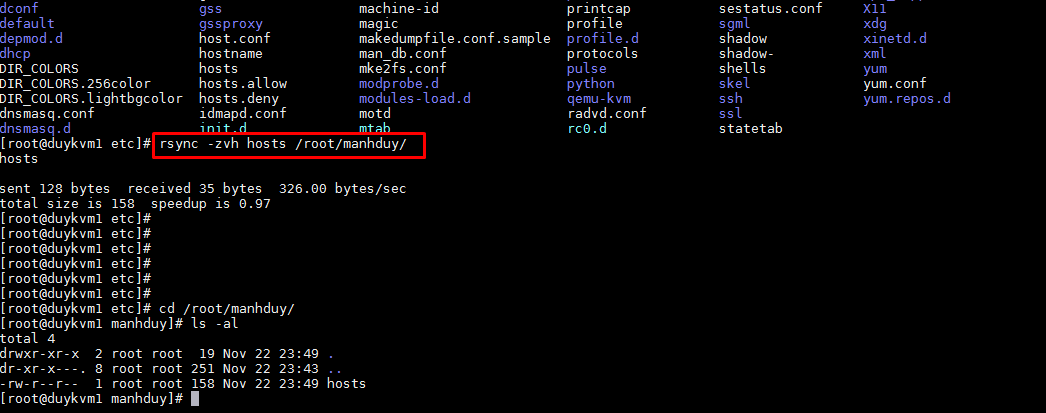 dconf gss machine-id printcap sestatus.conf X11
default gssproxy magic profile sgml xdg
depmod.d host.conf makedumpfile.conf.sample profile.d shadow xinetd.d
dhcp hostname man_db.conf protocols shadow- xml
DIR_COLORS hosts mke2fs.conf pulse shells yum
DIR_COLORS.256color hosts.allow modprobe.d python skel yum.conf
DIR_COLORS.lightbgcolor hosts.deny modules-load.d qemu-kvm ssh yum.repos.d
dnsmasq.conf idmapd.conf motd radvd.conf ssl
dnsmasq.d init.d mtab rc0.d statetab
[root@duykvm1 etc]# rsync -zvh hosts /root/manhduy/
hosts
sent 128 bytes  received 35 bytes  326.00 bytes/sec
total size is 158  speedup is 0.97
[root@duykvm1 etc]#
[root@duykvm1 etc]#
[root@duykvm1 etc]#
[root@duykvm1 etc]#
[root@duykvm1 etc]#
[root@duykvm1 etc]#
[root@duykvm1 etc]# cd /root/manhduy/
[root@duykvm1 manhduy]# ls -al
total 4
drwxr-xr-x  2 root root  19 Nov 22 23:49 .
dr-xr-x---. 8 root root 251 Nov 22 23:43 ..
-rw-r--r--  1 root root 158 Nov 22 23:49 hosts
[root@duykvm1 manhduy]#